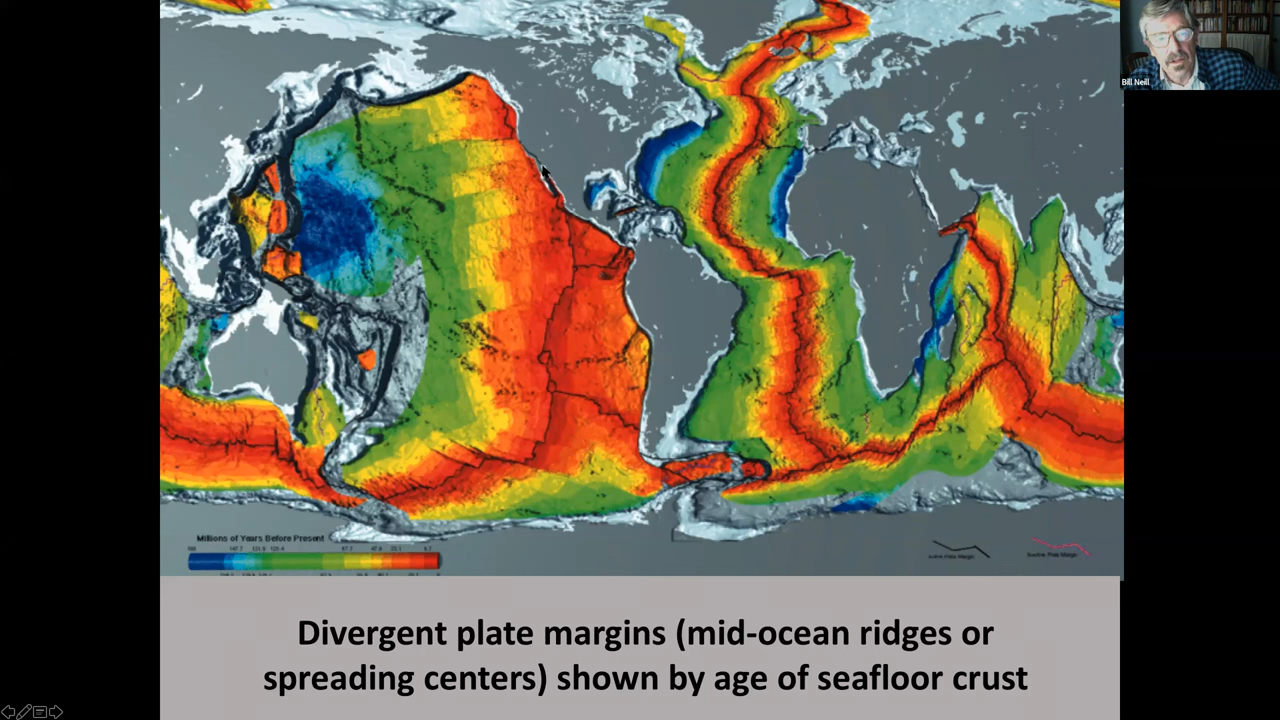 Bill Neill
Millions of Years Before Present
Divergent plate margins (mid-ocean ridges or
spreading centers) shown by age of seafloor crust